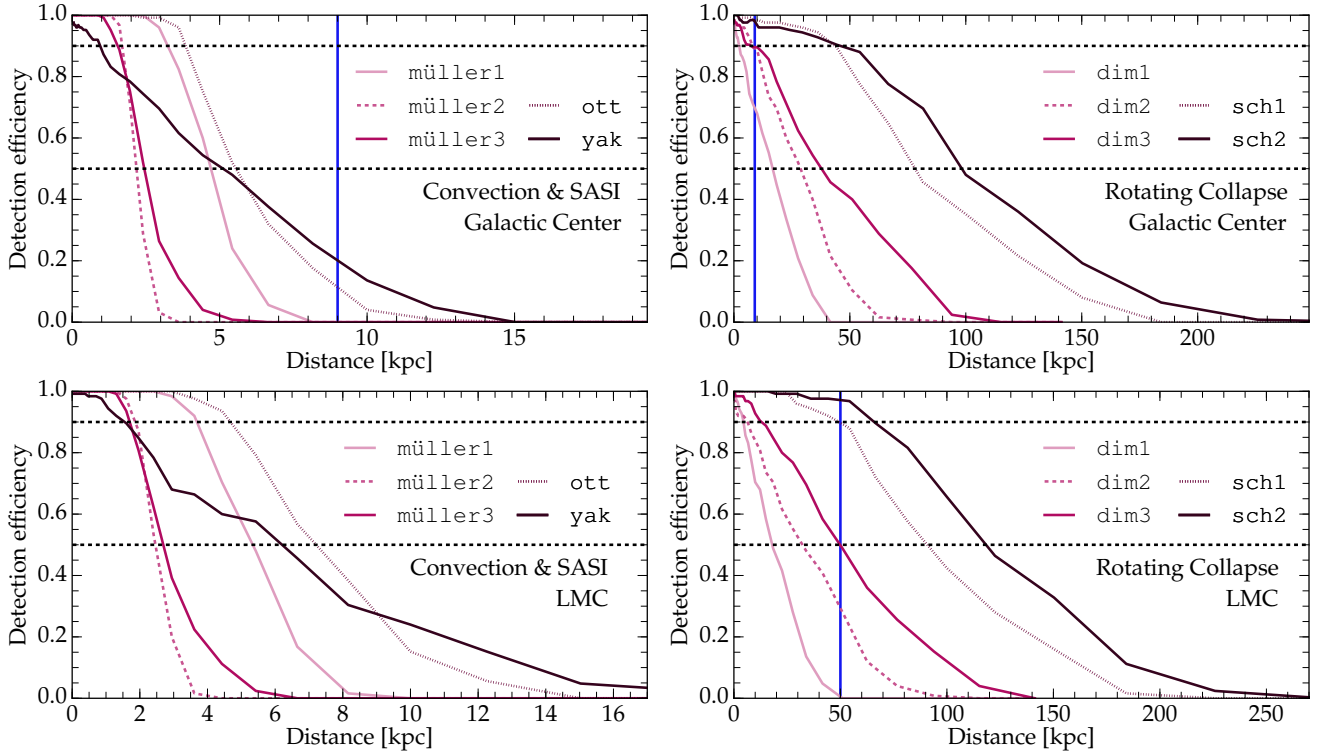 Detection efficiency
1.0
0.8
0.6
0.4
0.2
0.0
müller1
müller2
müller3
ott
yak
Convection & SASI
Galactic Center
0 5 10 15
Distance [kpc]
Detection efficiency
1.0
0.8
0.6
0.4
0.2
0.0
dim1
dim2
dim3
sch1
sch2
Rotating Collapse
Galactic Center
0 50 100 150 200
Distance [kpc]
Detection efficiency
1.0
0.8
0.6
0.4
0.2
0.0
müller1
müller2
müller3
ott
yak
Convection & SASI
LMC
0 2 4 6 8 10 12 14 16
Distance [kpc]
Detection efficiency
1.0
0.8
0.6
0.4
0.2
0.0
dim1
dim2
dim3
sch1
sch2
Rotating Collapse
LMC
0 50 100 150 200 250
Distance [kpc]